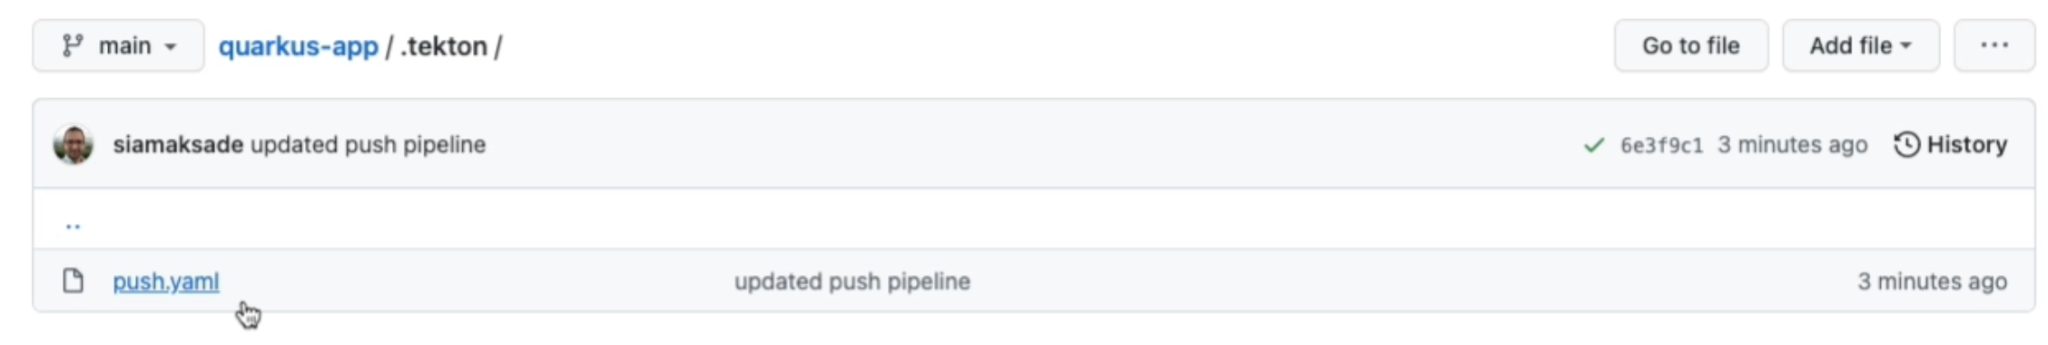 main quarkus-app / .tekton / Go to file Add file ...
siamaksade updated push pipeline 6e3f9c1 3 minutes ago History
..
push.yaml updated push pipeline 3 minutes ago